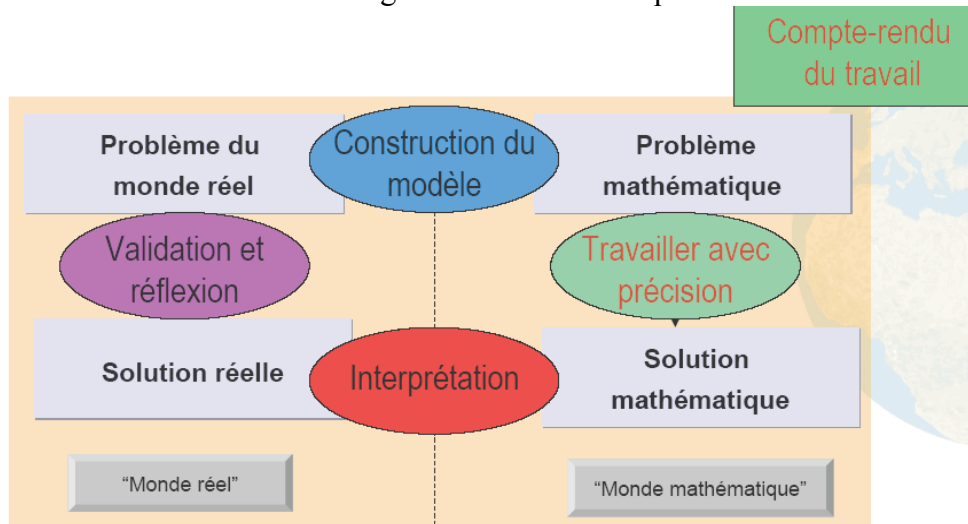 Compte-rendu
du travail
Problème du
monde réel
Construction du
modèle
Problème
mathématique
Validation et
réflexion
Travailler avec
précision
Solution réelle
Interprétation
Solution
mathématique
“Monde réel”
“Monde mathématique”